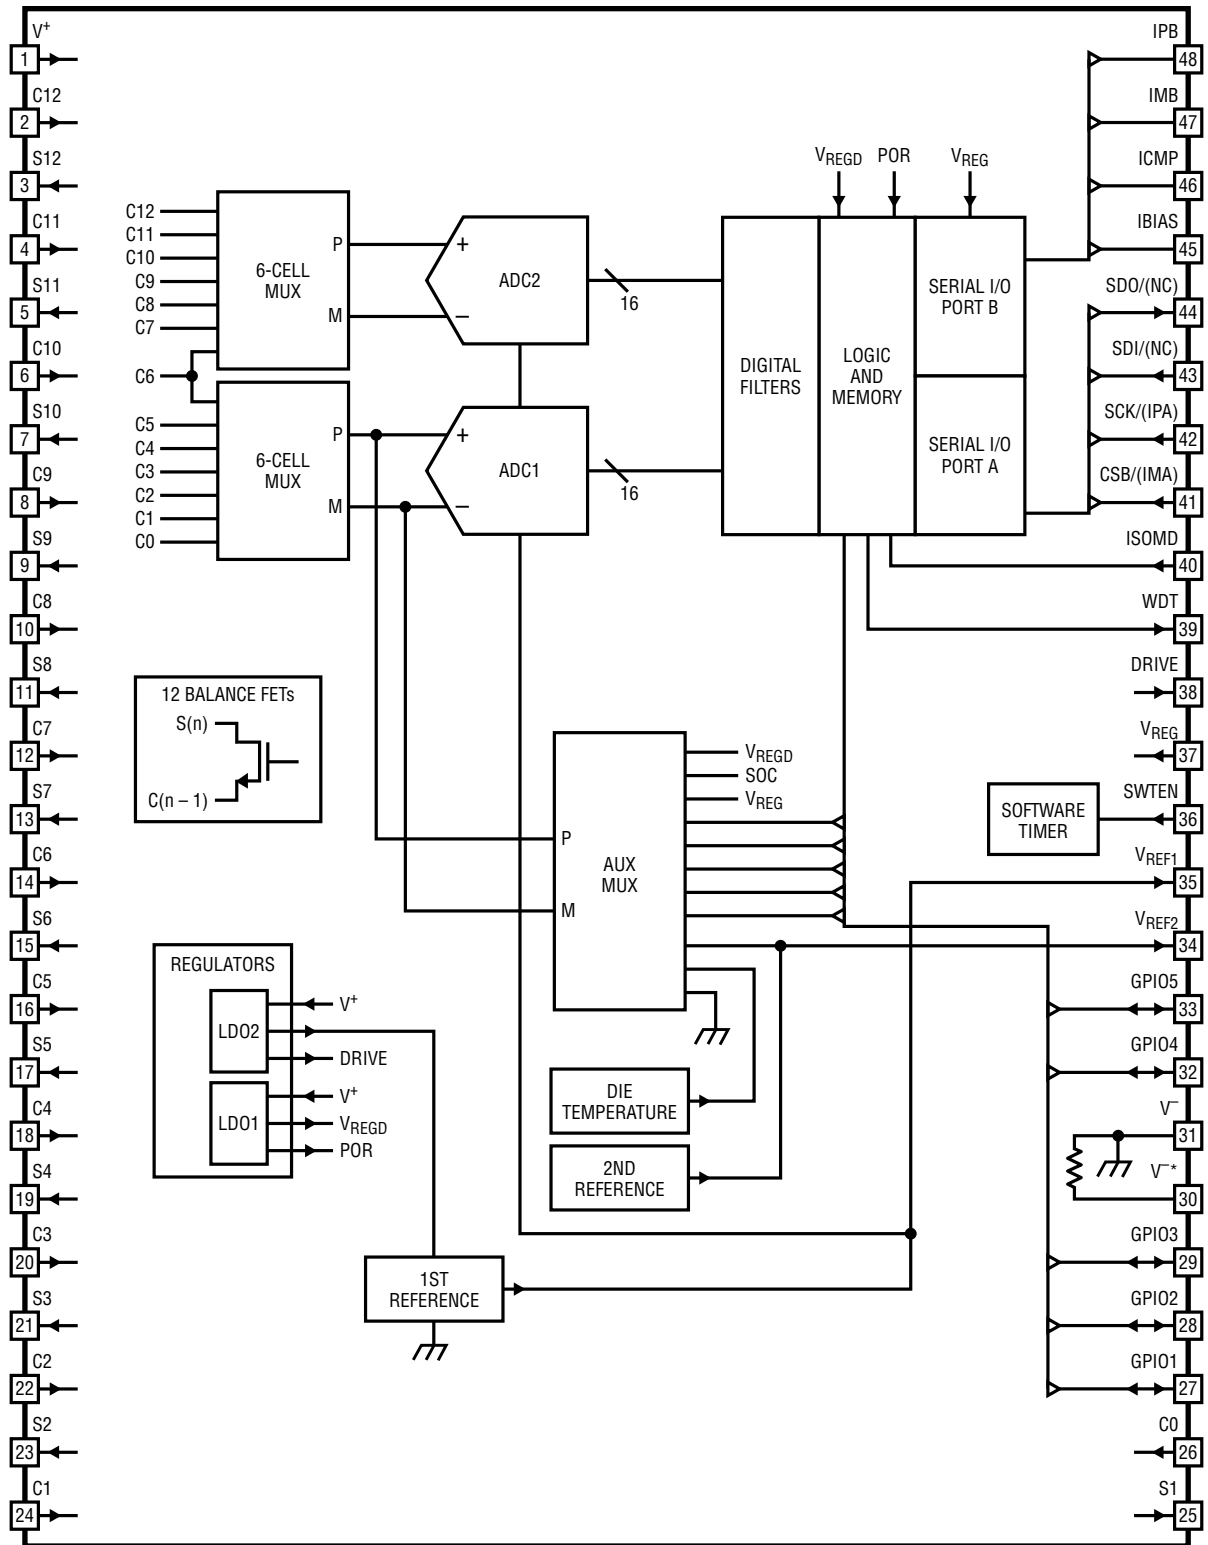 V⁺
1
C12
2
S12
3
C11
4
S11
5
C10
6
S10
7
C9
8
S9
9
C8
10
S8
11
C7
12
S7
13
C6
14
S6
15
C5
16
S5
17
C4
18
S4
19
C3
20
S3
21
C2
22
S2
23
C1
24
C12
C11
C10
C9
C8
C7
C6
C5
C4
C3
C2
C1
C0
6-CELL
MUX
P
M
6-CELL
MUX
P
M
+
ADC2
–
16
+
ADC1
–
16
VREGD
POR
VREG
DIGITAL
FILTERS
LOGIC
AND
MEMORY
SERIAL I/O
PORT B
SERIAL I/O
PORT A
12 BALANCE FETs
S(n)
C(n – 1)
P
M
AUX
MUX
VREGD
SOC
VREG
SOFTWARE
TIMER
REGULATORS
LDO2
V⁺
DRIVE
LDO1
V⁺
VREGD
POR
DIE
TEMPERATURE
2ND
REFERENCE
1ST
REFERENCE
IPB
48
IMB
47
ICMP
46
IBIAS
45
SDO/(NC)
44
SDI/(NC)
43
SCK/(IPA)
42
CSB/(IMA)
41
ISOMD
40
WDT
39
DRIVE
38
VREG
37
SWTEN
36
VREF1
35
VREF2
34
GPIO5
33
GPIO4
32
V⁻
31
V⁻*
30
GPIO3
29
GPIO2
28
GPIO1
27
C0
26
S1
25